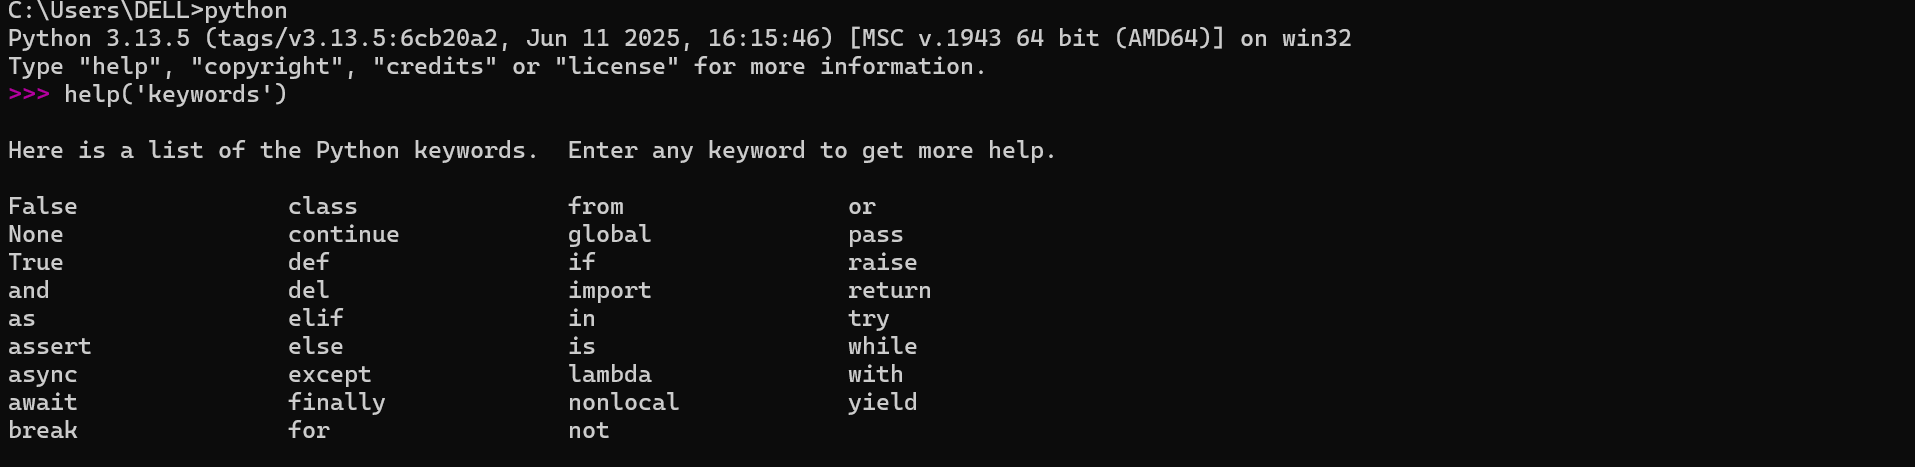 C:\Users\DELL>python
Python 3.13.5 (tags/v3.13.5:6cb20a2, Jun 11 2025, 16:15:46) [MSC v.1943 64 bit (AMD64)] on win32
Type "help", "copyright", "credits" or "license" for more information.
>>> help('keywords')
Here is a list of the Python keywords.  Enter any keyword to get more help.
False               class               from                or
None                continue            global              pass
True                def                 if                  raise
and                 del                 import              return
as                  elif                in                  try
assert              else                is                  while
async               except              lambda              with
await               finally             nonlocal            yield
break               for                 not